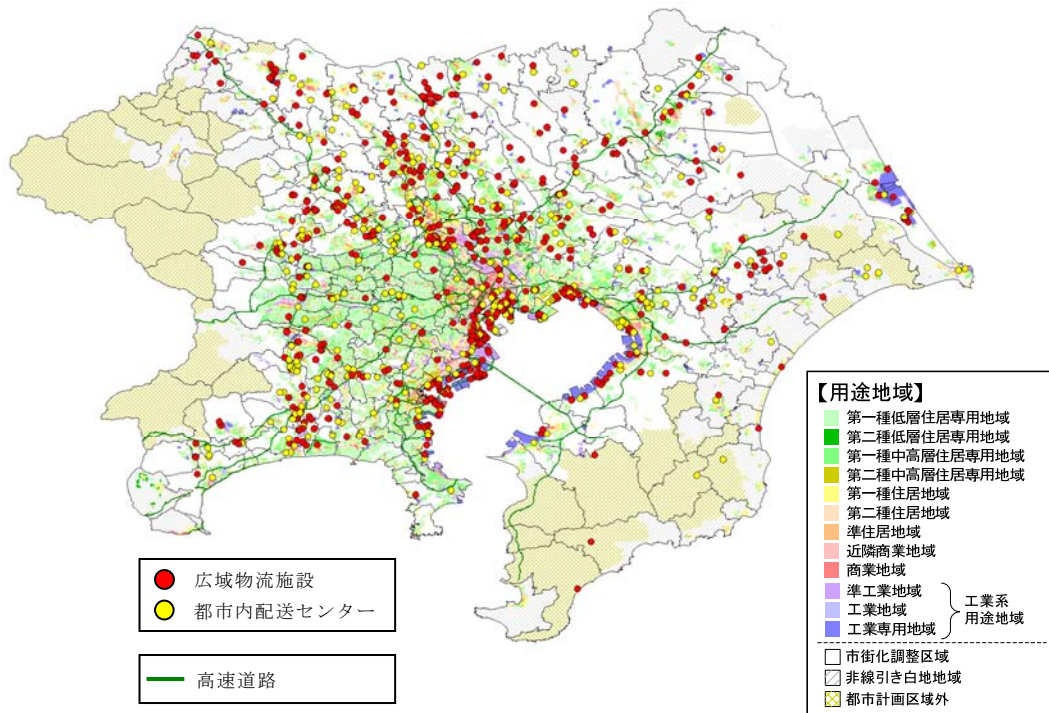 広域物流施設
都市内配送センター
高速道路
【用途地域】
第一種低層住居専用地域
第二種低層住居専用地域
第一種中高層住居専用地域
第二種中高層住居専用地域
第一種住居地域
第二種住居地域
準住居地域
近隣商業地域
商業地域
準工業地域
工業地域
工業専用地域
工業系
用途地域
市街化調整区域
非線引き白地地域
都市計画区域外